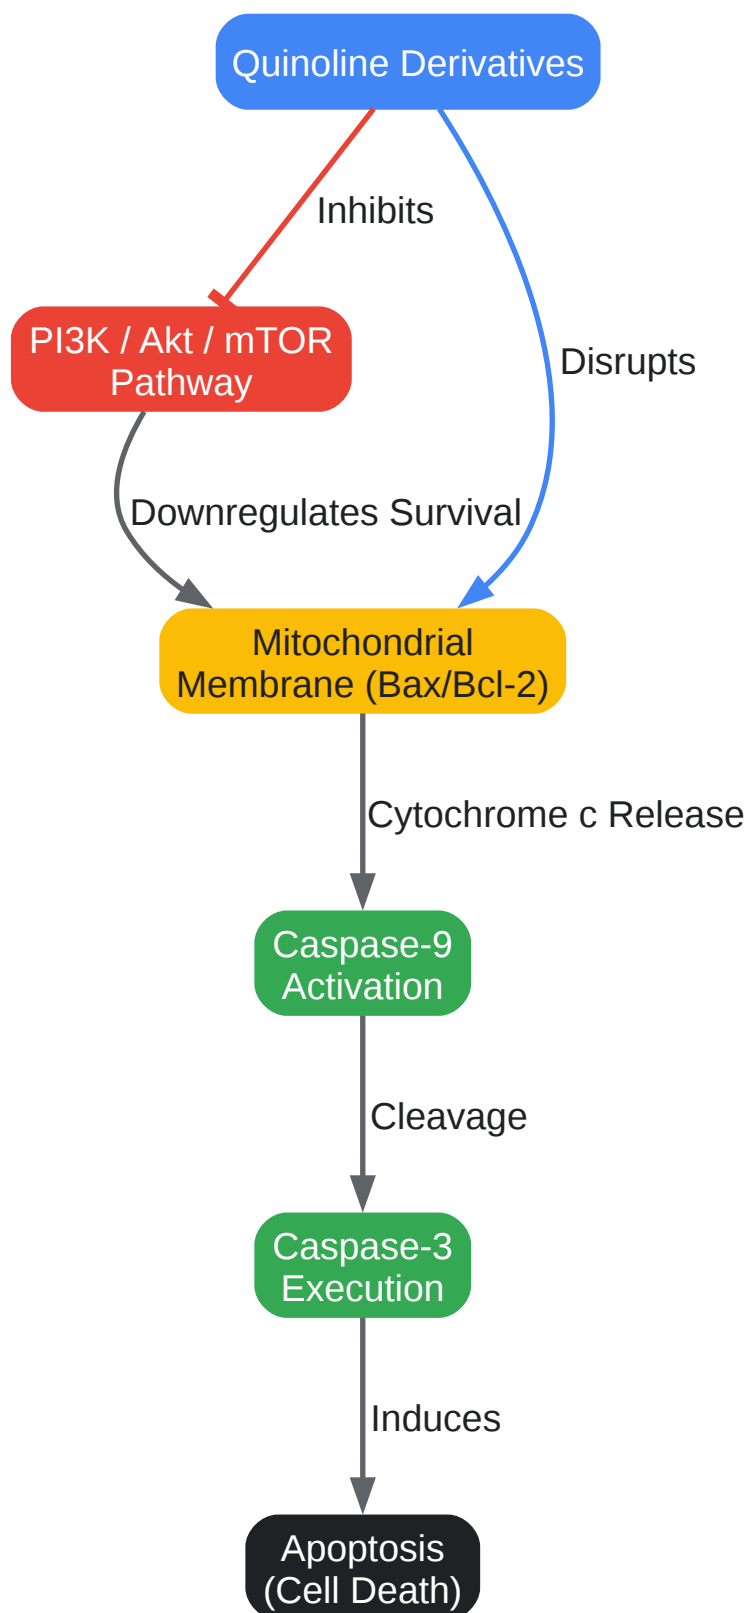 Quinoline Derivatives
Inhibits
PI3K / Akt / mTOR
Pathway
Disrupts
Downregulates Survival
Mitochondrial
Membrane (Bax/Bcl-2)
Cytochrome c Release
Caspase-9
Activation
Cleavage
Caspase-3
Execution
Induces
Apoptosis
(Cell Death)